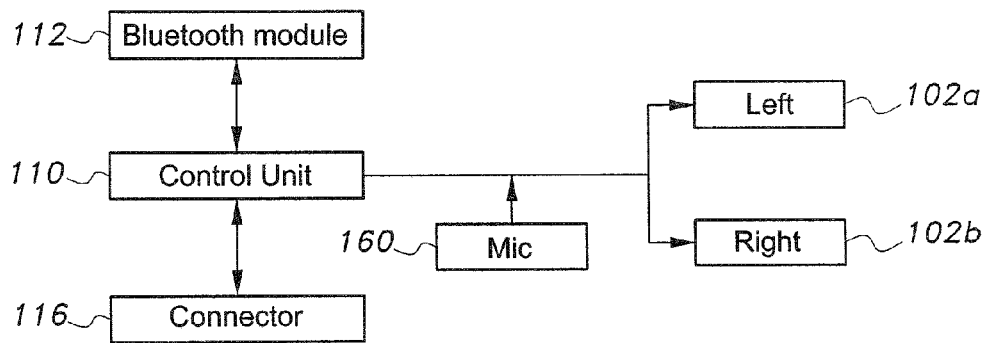 112 Bluetooth module
Left 102a
110 Control Unit
160 Mic
Right 102b
116 Connector